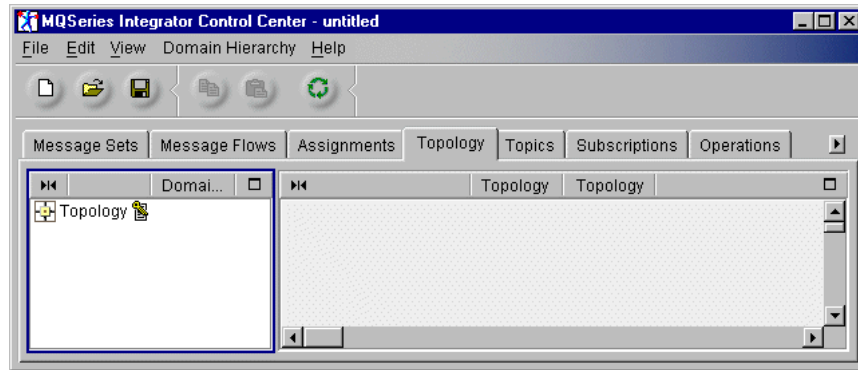 MQSeries Integrator Control Center - untitled
File Edit View Domain Hierarchy Help
Message Sets Message Flows Assignments Topology Topics Subscriptions Operations
Domai... Topology Topology
Topology